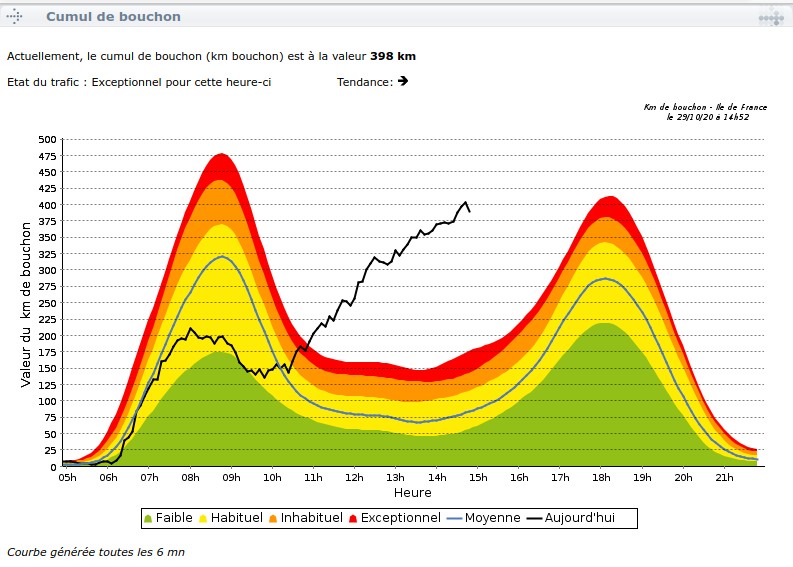 Cumul de bouchon
Actuellement, le cumul de bouchon (km bouchon) est à la valeur 398 km
Etat du trafic : Exceptionnel pour cette heure-ci Tendance:
Km de bouchon - Ile de France
le 29/10/20 à 14h52
Valeur du km de bouchon
500
475
450
425
400
375
350
325
300
275
250
225
200
175
150
125
100
75
50
25
0
05h 06h 07h 08h 09h 10h 11h 12h 13h 14h 15h 16h 17h 18h 19h 20h 21h
Heure
Faible Habituel Inhabituel Exceptionnel Moyenne Aujourd'hui
Courbe générée toutes les 6 mn